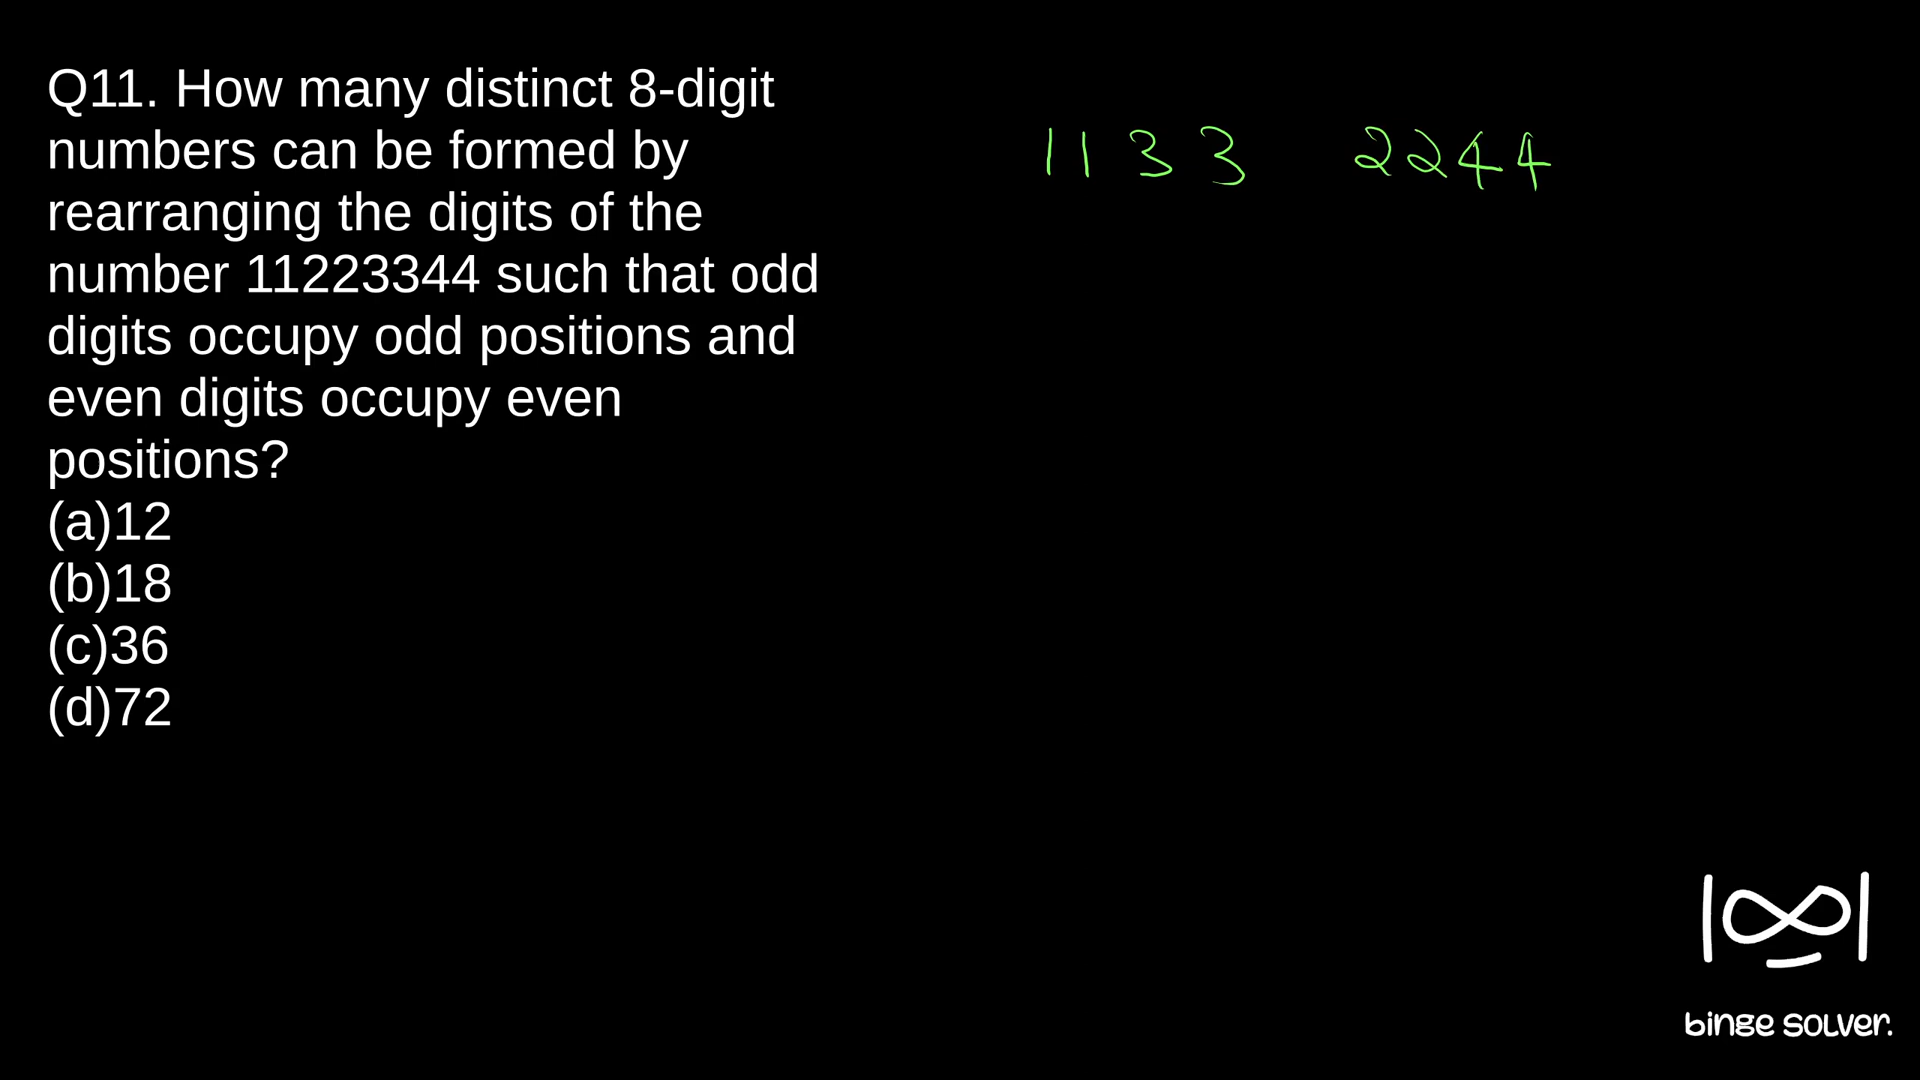 Q11. How many distinct 8-digit
numbers can be formed by
rearranging the digits of the
number 11223344 such that odd
digits occupy odd positions and
even digits occupy even
positions?
(a)12
(b)18
(c)36
(d)72
1133 2244
binge solver.